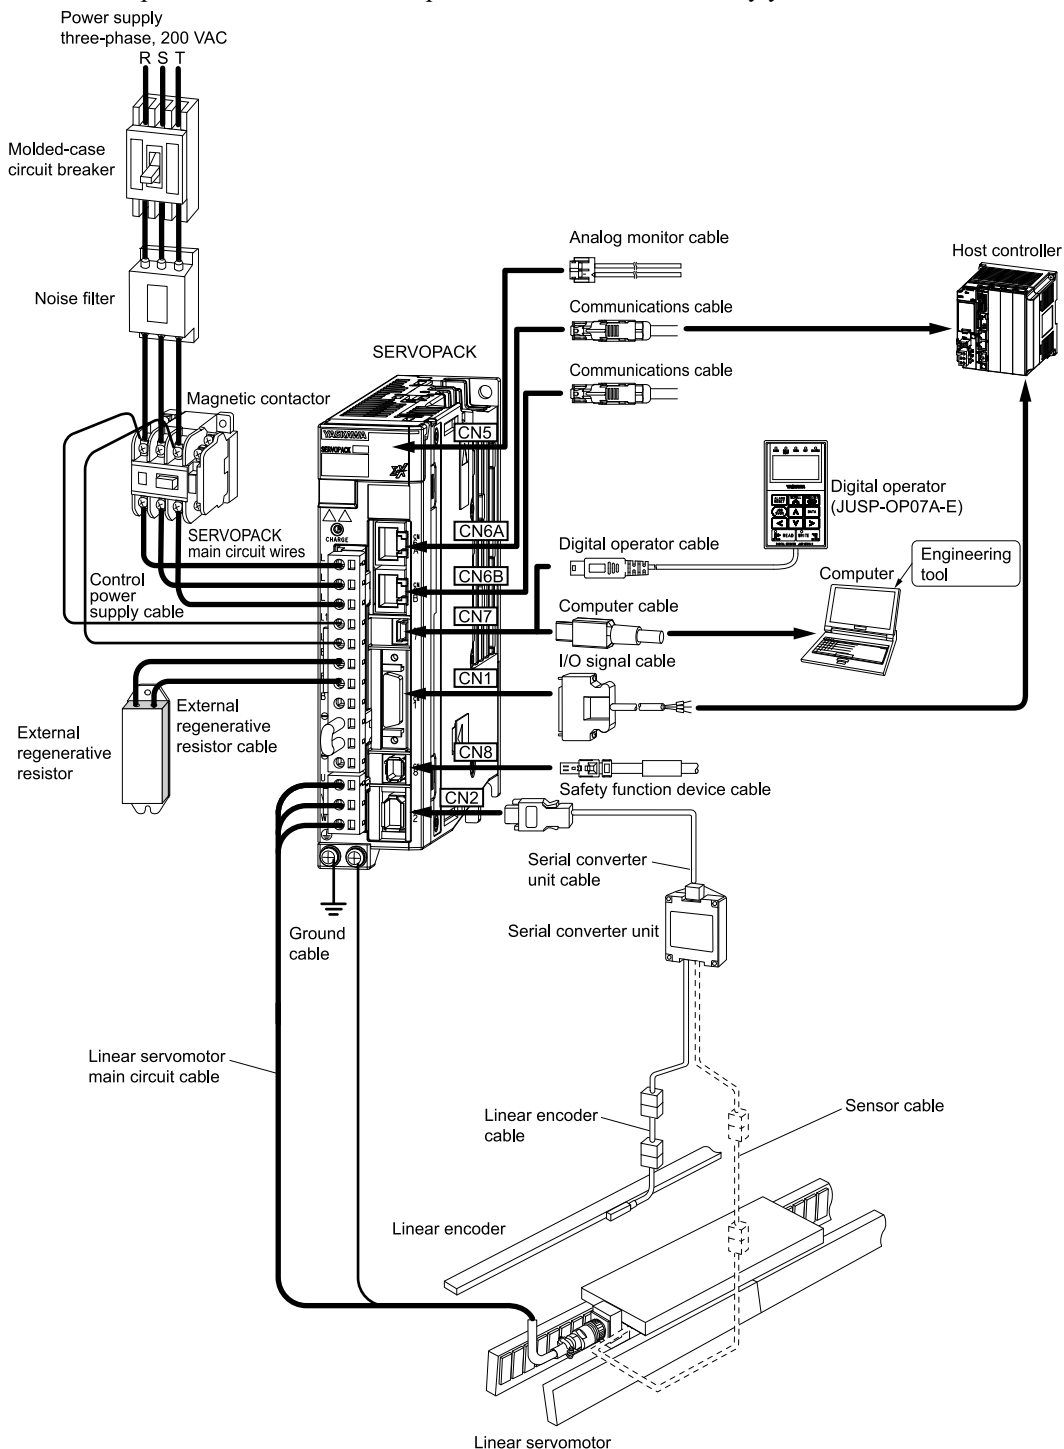 Power supply
three-phase, 200 VAC
R S T
Molded-case
circuit breaker
Noise filter
Magnetic contactor
SERVOPACK
Analog monitor cable
Host controller
Communications cable
Communications cable
YASKAWA
SERVOPACK
CHARGE
CN5
CN6A
CN6B
CN7
CN1
CN8
CN2
Digital operator
(JUSP-OP07A-E)
READ
WRITE
Digital operator cable
Engineering
tool
Computer
Computer cable
I/O signal cable
SERVOPACK
main circuit wires
Control
power
supply cable
External
regenerative
resistor cable
External
regenerative
resistor
Safety function device cable
Serial converter
unit cable
Serial converter unit
Ground
cable
Linear servomotor
main circuit cable
Linear encoder
cable
Sensor cable
Linear encoder
Linear servomotor